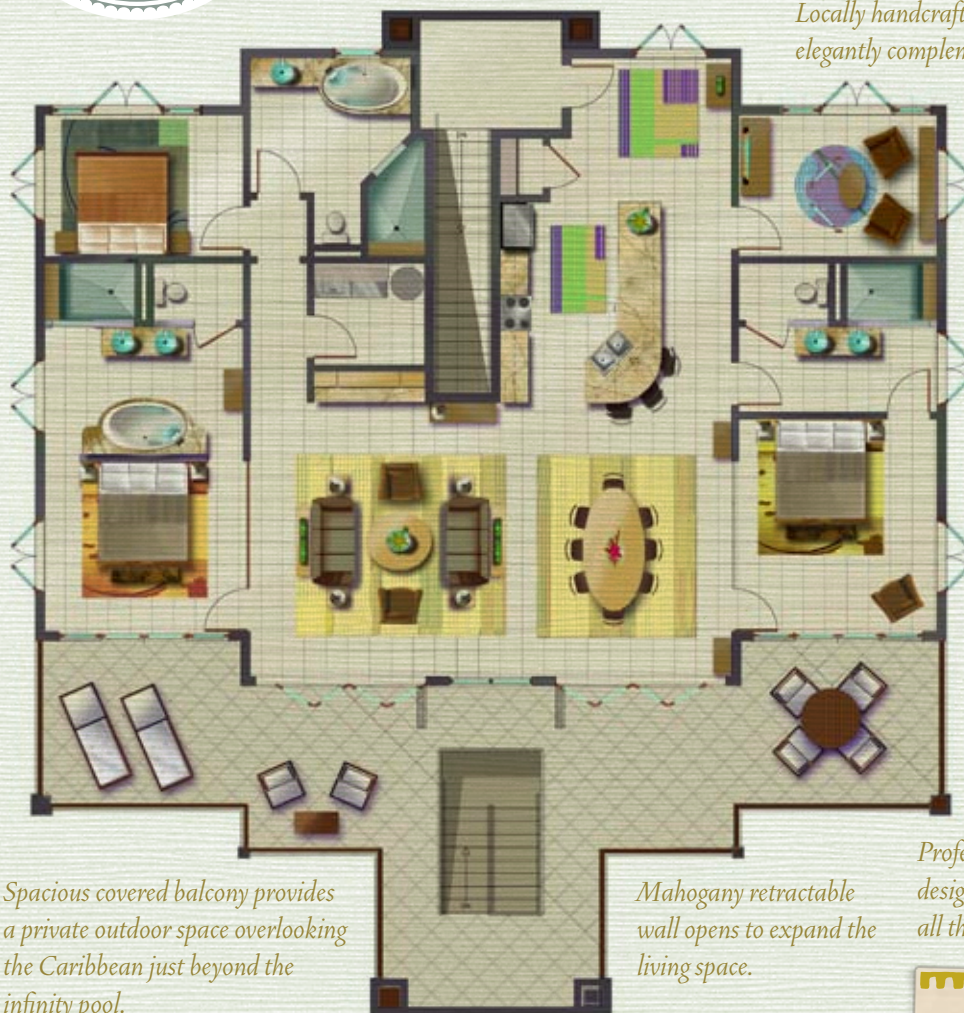 Locally handcraft
elegantly complem
Spacious covered balcony provides
a private outdoor space overlooking
the Caribbean just beyond the
infinity pool.
Mahogany retractable
wall opens to expand the
living space.
Profe
desig
all th